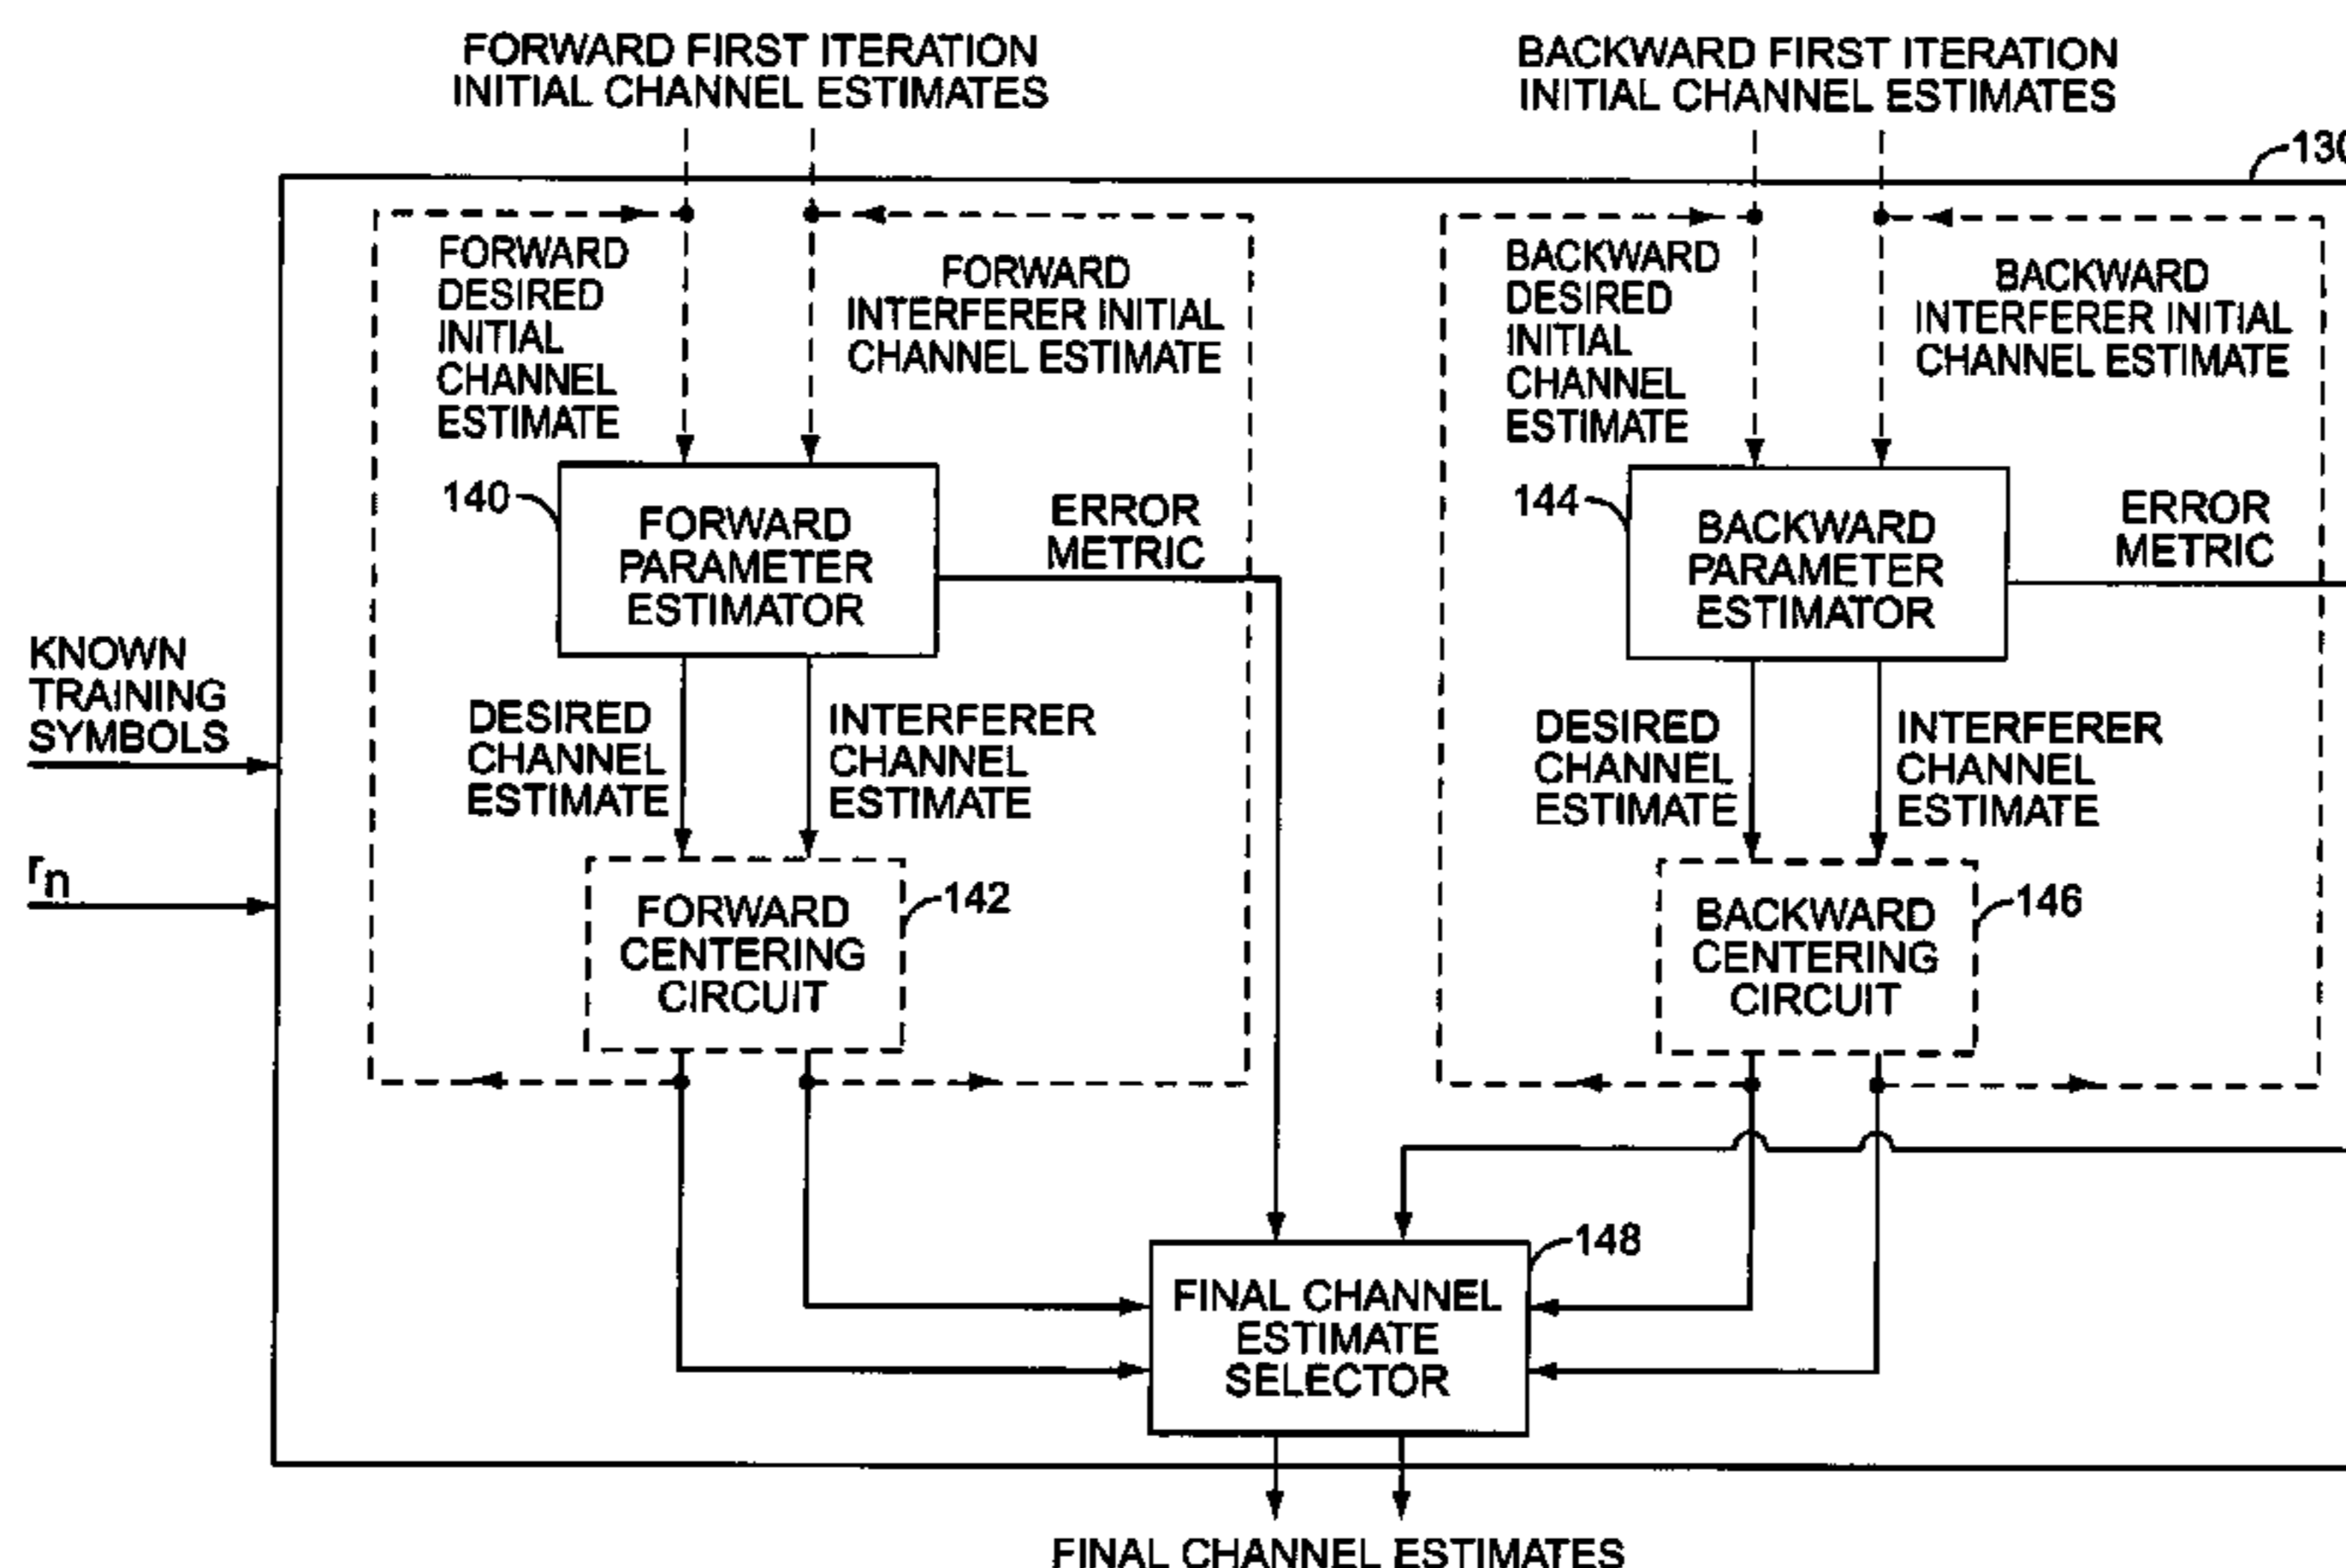 FORWARD FIRST ITERATION
INITIAL CHANNEL ESTIMATES
BACKWARD FIRST ITERATION
INITIAL CHANNEL ESTIMATES
130
FORWARD
DESIRED
INITIAL
CHANNEL
ESTIMATE
FORWARD
INTERFERER INITIAL
CHANNEL ESTIMATE
BACKWARD
DESIRED
INITIAL
CHANNEL
ESTIMATE
BACKWARD
INTERFERER INITIAL
CHANNEL ESTIMATE
140
FORWARD
PARAMETER
ESTIMATOR
ERROR
METRIC
144
BACKWARD
PARAMETER
ESTIMATOR
ERROR
METRIC
KNOWN
TRAINING
SYMBOLS
DESIRED
CHANNEL
ESTIMATE
INTERFERER
CHANNEL
ESTIMATE
DESIRED
CHANNEL
ESTIMATE
INTERFERER
CHANNEL
ESTIMATE
rn
FORWARD
CENTERING
CIRCUIT
142
BACKWARD
CENTERING
CIRCUIT
146
148
FINAL CHANNEL
ESTIMATE
SELECTOR
FINAL CHANNEL ESTIMATES